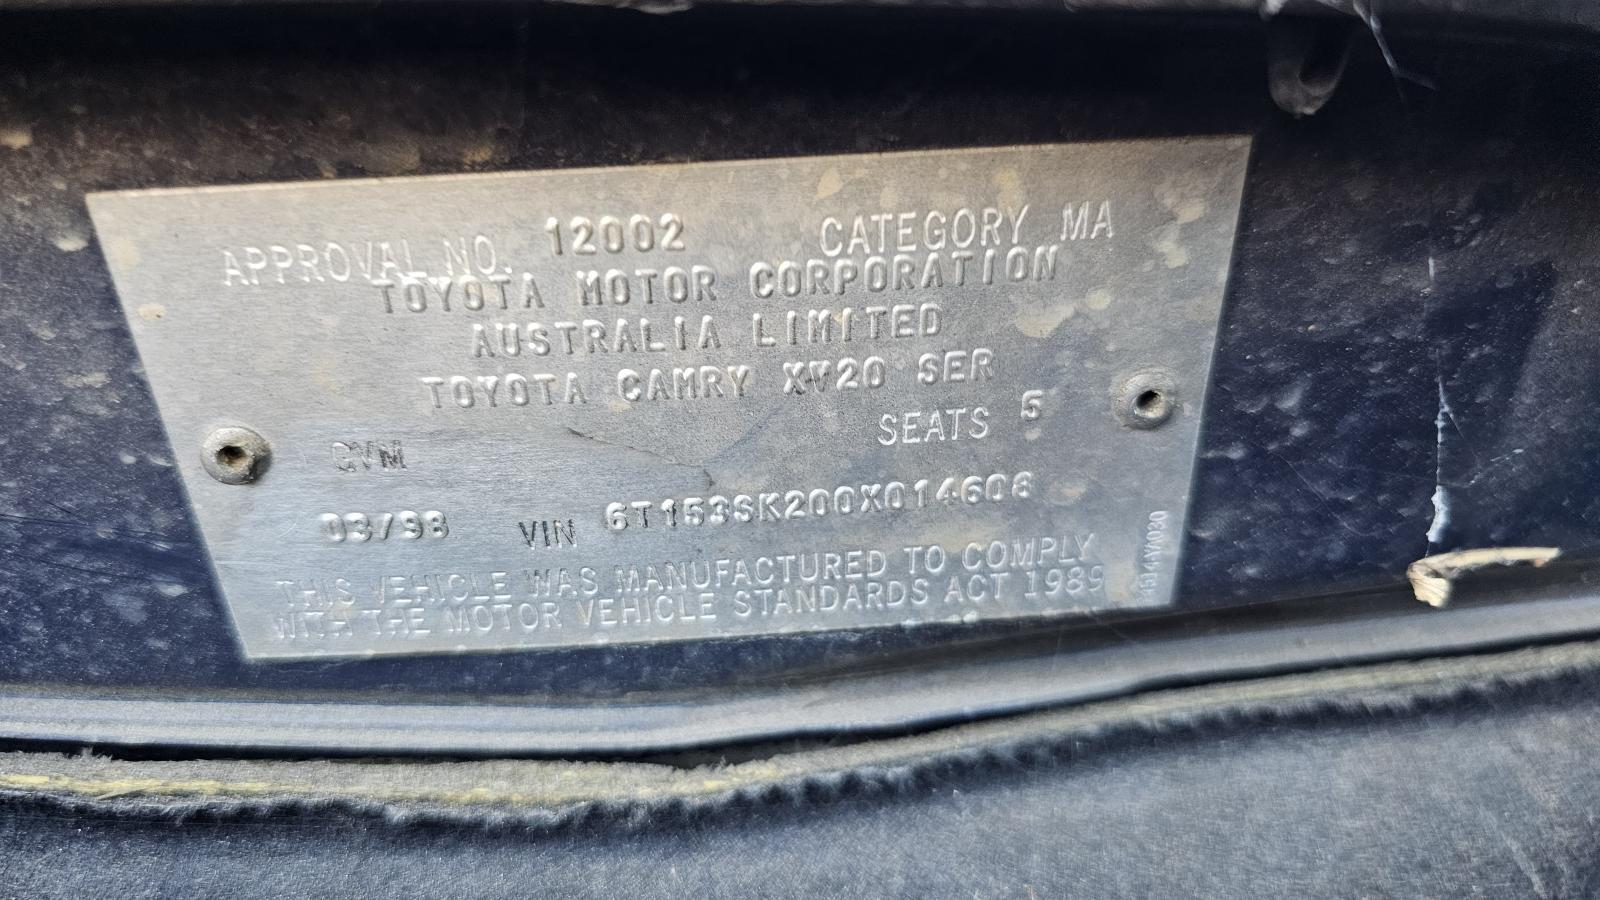 APPROVAL NO. 12002 CATEGORY MA
TOYOTA MOTOR CORPORATION
AUSTRALIA LIMITED
TOYOTA CAMRY XV20 SER
SEATS 5
GVM
03/98 VIN 6T153SK200X014608
THIS VEHICLE WAS MANUFACTURED TO COMPLY
WITH THE MOTOR VEHICLE STANDARDS ACT 1989